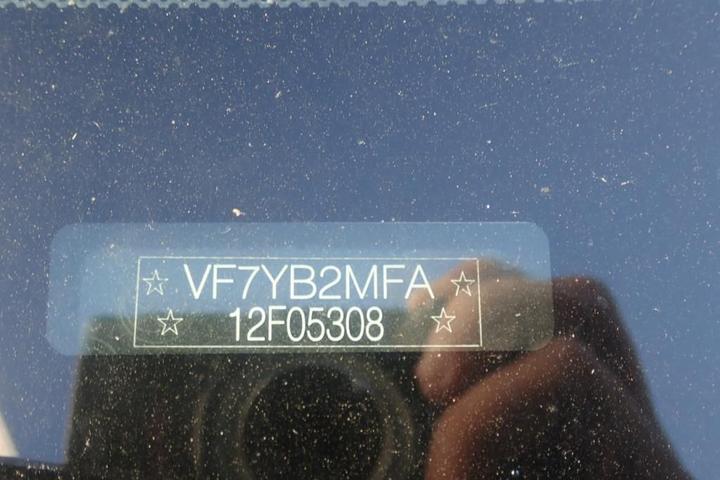 ☆ VF7YB2MFA ☆
☆ 12F05308 ☆